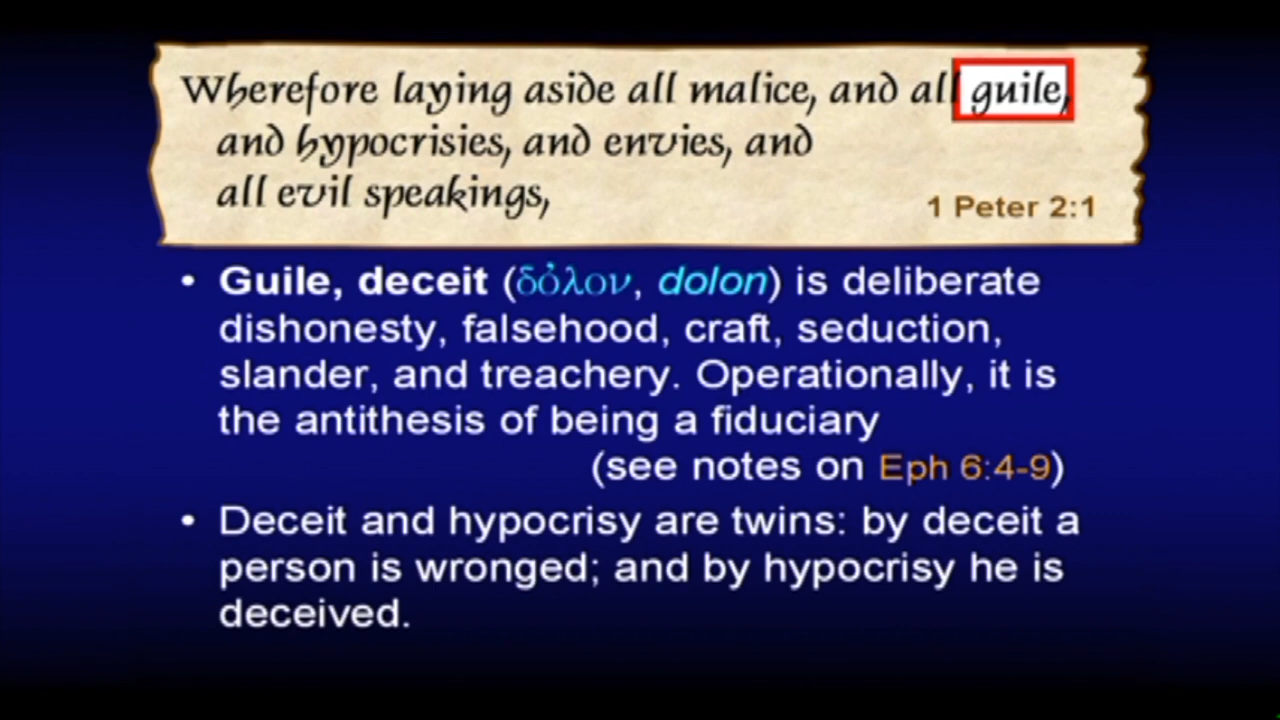 Wherefore laying aside all malice, and all guile,
and hypocrisies, and envies, and
all evil speakings,
1 Peter 2:1
• Guile, deceit (δὀλον, dolon) is deliberate
dishonesty, falsehood, craft, seduction,
slander, and treachery. Operationally, it is
the antithesis of being a fiduciary
(see notes on Eph 6:4-9)
• Deceit and hypocrisy are twins: by deceit a
person is wronged; and by hypocrisy he is
deceived.